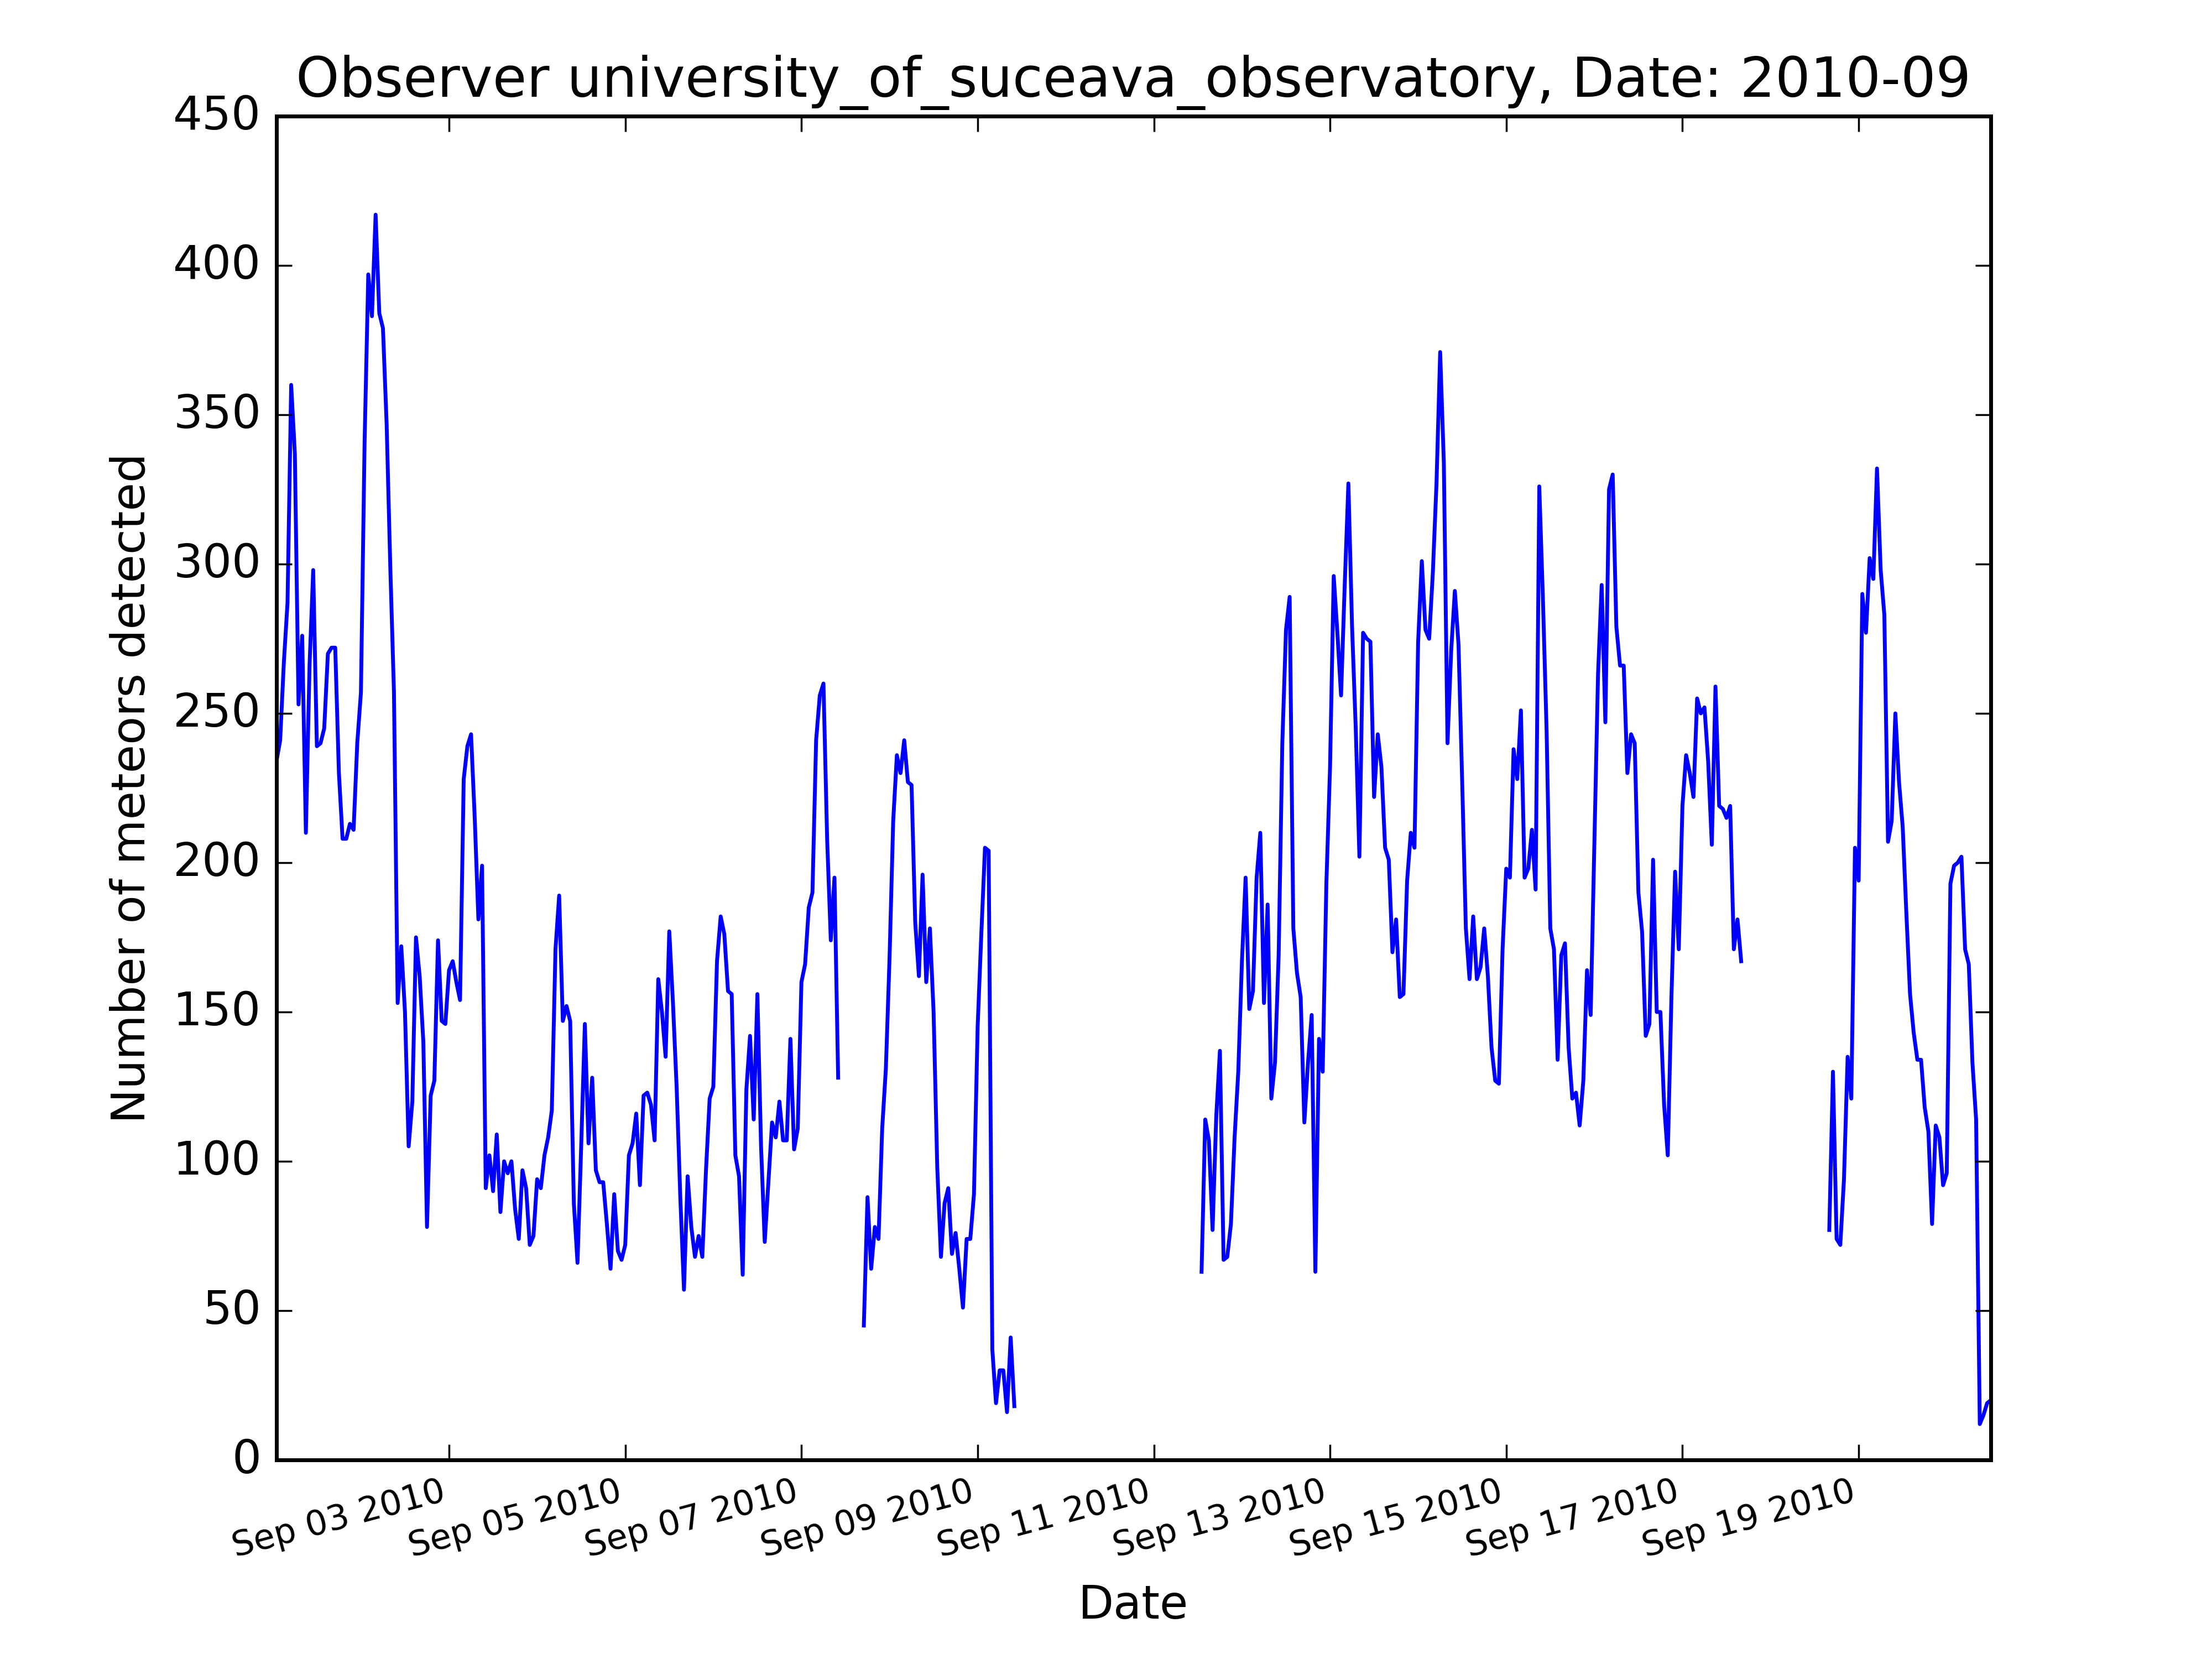 Observer university_of_suceava_observatory, Date: 2010-09
450
400
350
300
250
200
150
100
50
0
Number of meteors detected
Sep 03 2010
Sep 05 2010
Sep 07 2010
Sep 09 2010
Sep 11 2010
Sep 13 2010
Sep 15 2010
Sep 17 2010
Sep 19 2010
Date